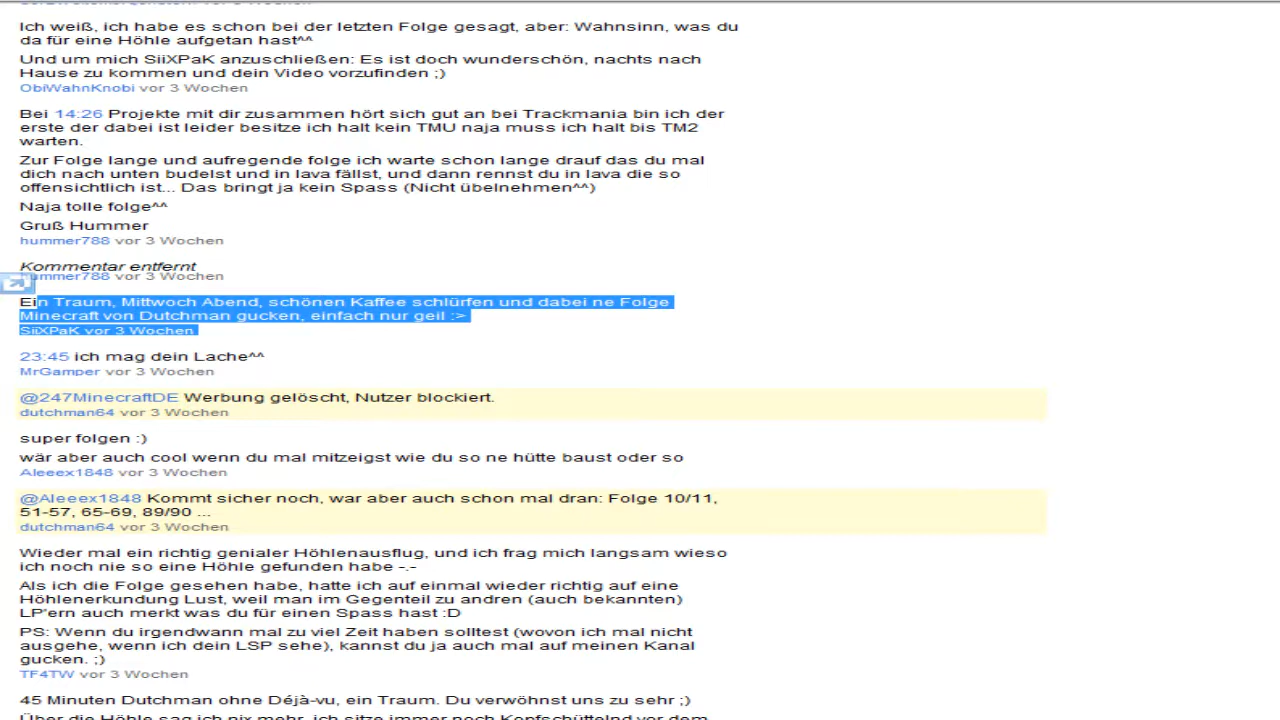 Ich weiß, ich habe es schon bei der letzten Folge gesagt, aber: Wahnsinn, was du
da für eine Höhle aufgetan hast^^
Und um mich SiiXPaK anzuschließen: Es ist doch wunderschön, nachts nach
Hause zu kommen und dein Video vorzufinden ;)
ObiWahnKnobi vor 3 Wochen
Bei 14:26 Projekte mit dir zusammen hört sich gut an bei Trackmania bin ich der
erste der dabei ist leider besitze ich halt kein TMU naja muss ich halt bis TM2
warten.
Zur Folge lange und aufregende folge ich warte schon lange drauf das du mal
dich nach unten budelst und in lava fällst, und dann rennst du in lava die so
offensichtlich ist... Das bringt ja kein Spass (Nicht übelnehmen^^)
Naja tolle folge^^
Gruß Hummer
hummer788 vor 3 Wochen
Kommentar entfernt
hummer788 vor 3 Wochen
Ein Traum, Mittwoch Abend, schönen Kaffee schlürfen und dabei ne Folge
Minecraft von Dutchman gucken, einfach nur geil :>
SiiXPaK vor 3 Wochen
23:45 ich mag dein Lache^^
MrGamper vor 3 Wochen
@247MinecraftDE Werbung gelöscht, Nutzer blockiert.
dutchman64 vor 3 Wochen
super folgen :)
wär aber auch cool wenn du mal mitzeigst wie du so ne hütte baust oder so
Aleeex1848 vor 3 Wochen
@Aleeex1848 Kommt sicher noch, war aber auch schon mal dran: Folge 10/11,
51-57, 65-69, 89/90 ...
dutchman64 vor 3 Wochen
Wieder mal ein richtig genialer Höhlenausflug, und ich frag mich langsam wieso
ich noch nie so eine Höhle gefunden habe -.-
Als ich die Folge gesehen habe, hatte ich auf einmal wieder richtig auf eine
Höhlenerkundung Lust, weil man im Gegenteil zu andren (auch bekannten)
LP'ern auch merkt was du für einen Spass hast :D
PS: Wenn du irgendwann mal zu viel Zeit haben solltest (wovon ich mal nicht
ausgehe, wenn ich dein LSP sehe), kannst du ja auch mal auf meinen Kanal
gucken. ;)
TF4TW vor 3 Wochen
45 Minuten Dutchman ohne Déjà-vu, ein Traum. Du verwöhnst uns zu sehr ;)
Über die Höhle sag ich nix mehr, ich sitze immer noch Kopfschüttelnd vor dem